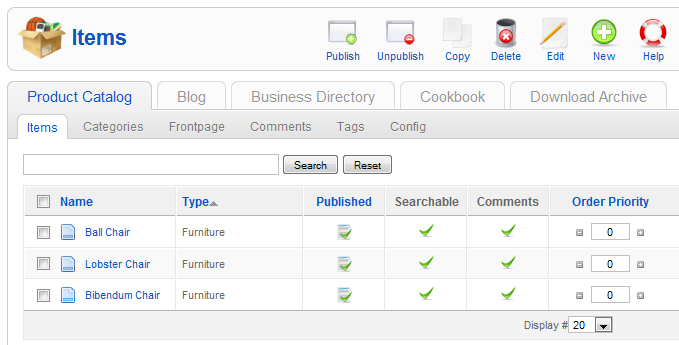 Items
Publish Unpublish Copy Delete Edit New Help
Product Catalog Blog Business Directory Cookbook Download Archive
Items Categories Frontpage Comments Tags Config
Search Reset
Name Type Published Searchable Comments Order Priority
Ball Chair Furniture 0
Lobster Chair Furniture 0
Bibendum Chair Furniture 0
Display # 20